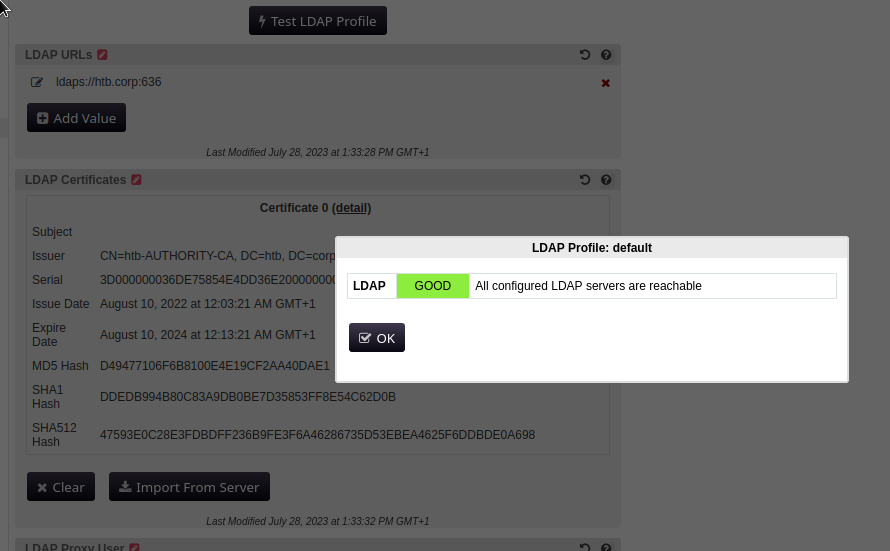 Test LDAP Profile
LDAP URLs
ldaps://htb.corp:636
Add Value
Last Modified July 28, 2023 at 1:33:28 PM GMT+1
LDAP Certificates
Certificate 0 (detail)
Subject
Issuer CN=htb-AUTHORITY-CA, DC=htb, DC=corp
Serial 3D000000036DE75854E4DD36E200000000
Issue Date August 10, 2022 at 12:03:21 AM GMT+1
Expire
Date
August 10, 2024 at 12:13:21 AM GMT+1
MD5 Hash D49477106F6B8100E4E19CF2AA40DAE1
SHA1
Hash
DDEDB994B80C83A9DB0BE7D35853FF8E54C62D0B
SHA512
Hash
47593E0C28E3FDBDFF236B9FE3F6A46286735D53EBEA4625F6DDBDE0A698
Clear
Import From Server
Last Modified July 28, 2023 at 1:33:32 PM GMT+1
LDAP Proxy User
LDAP Profile: default
LDAP GOOD All configured LDAP servers are reachable
OK